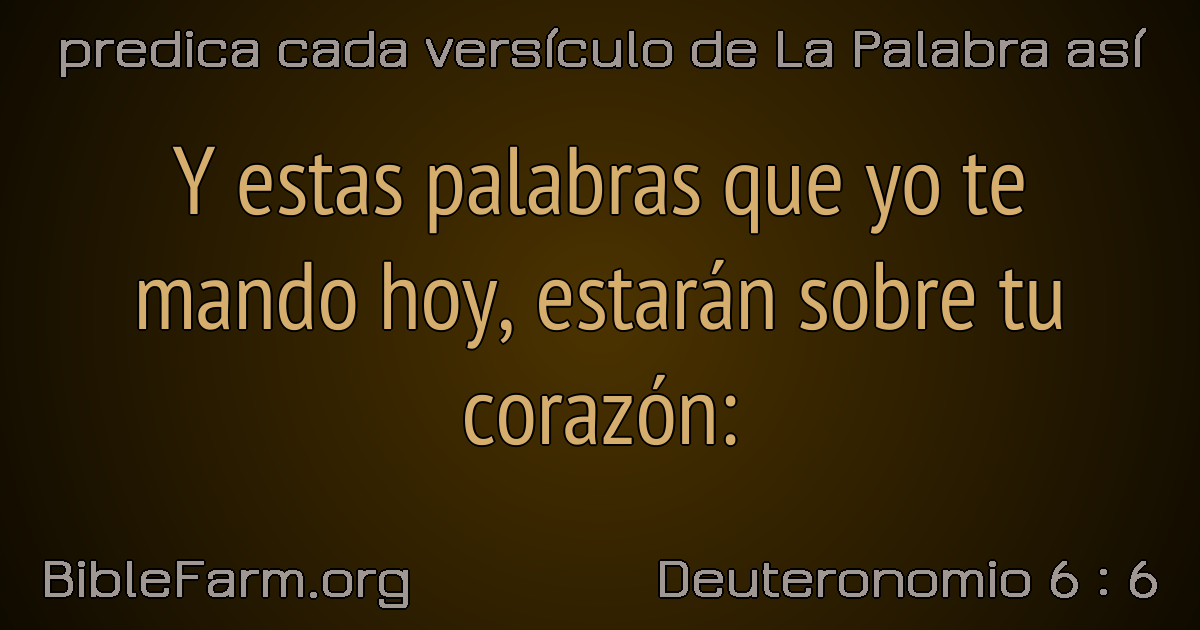 predica cada versículo de La Palabra así
Y estas palabras que yo te
mando hoy, estarán sobre tu
corazón:
BibleFarm.org
Deuteronomio 6 : 6